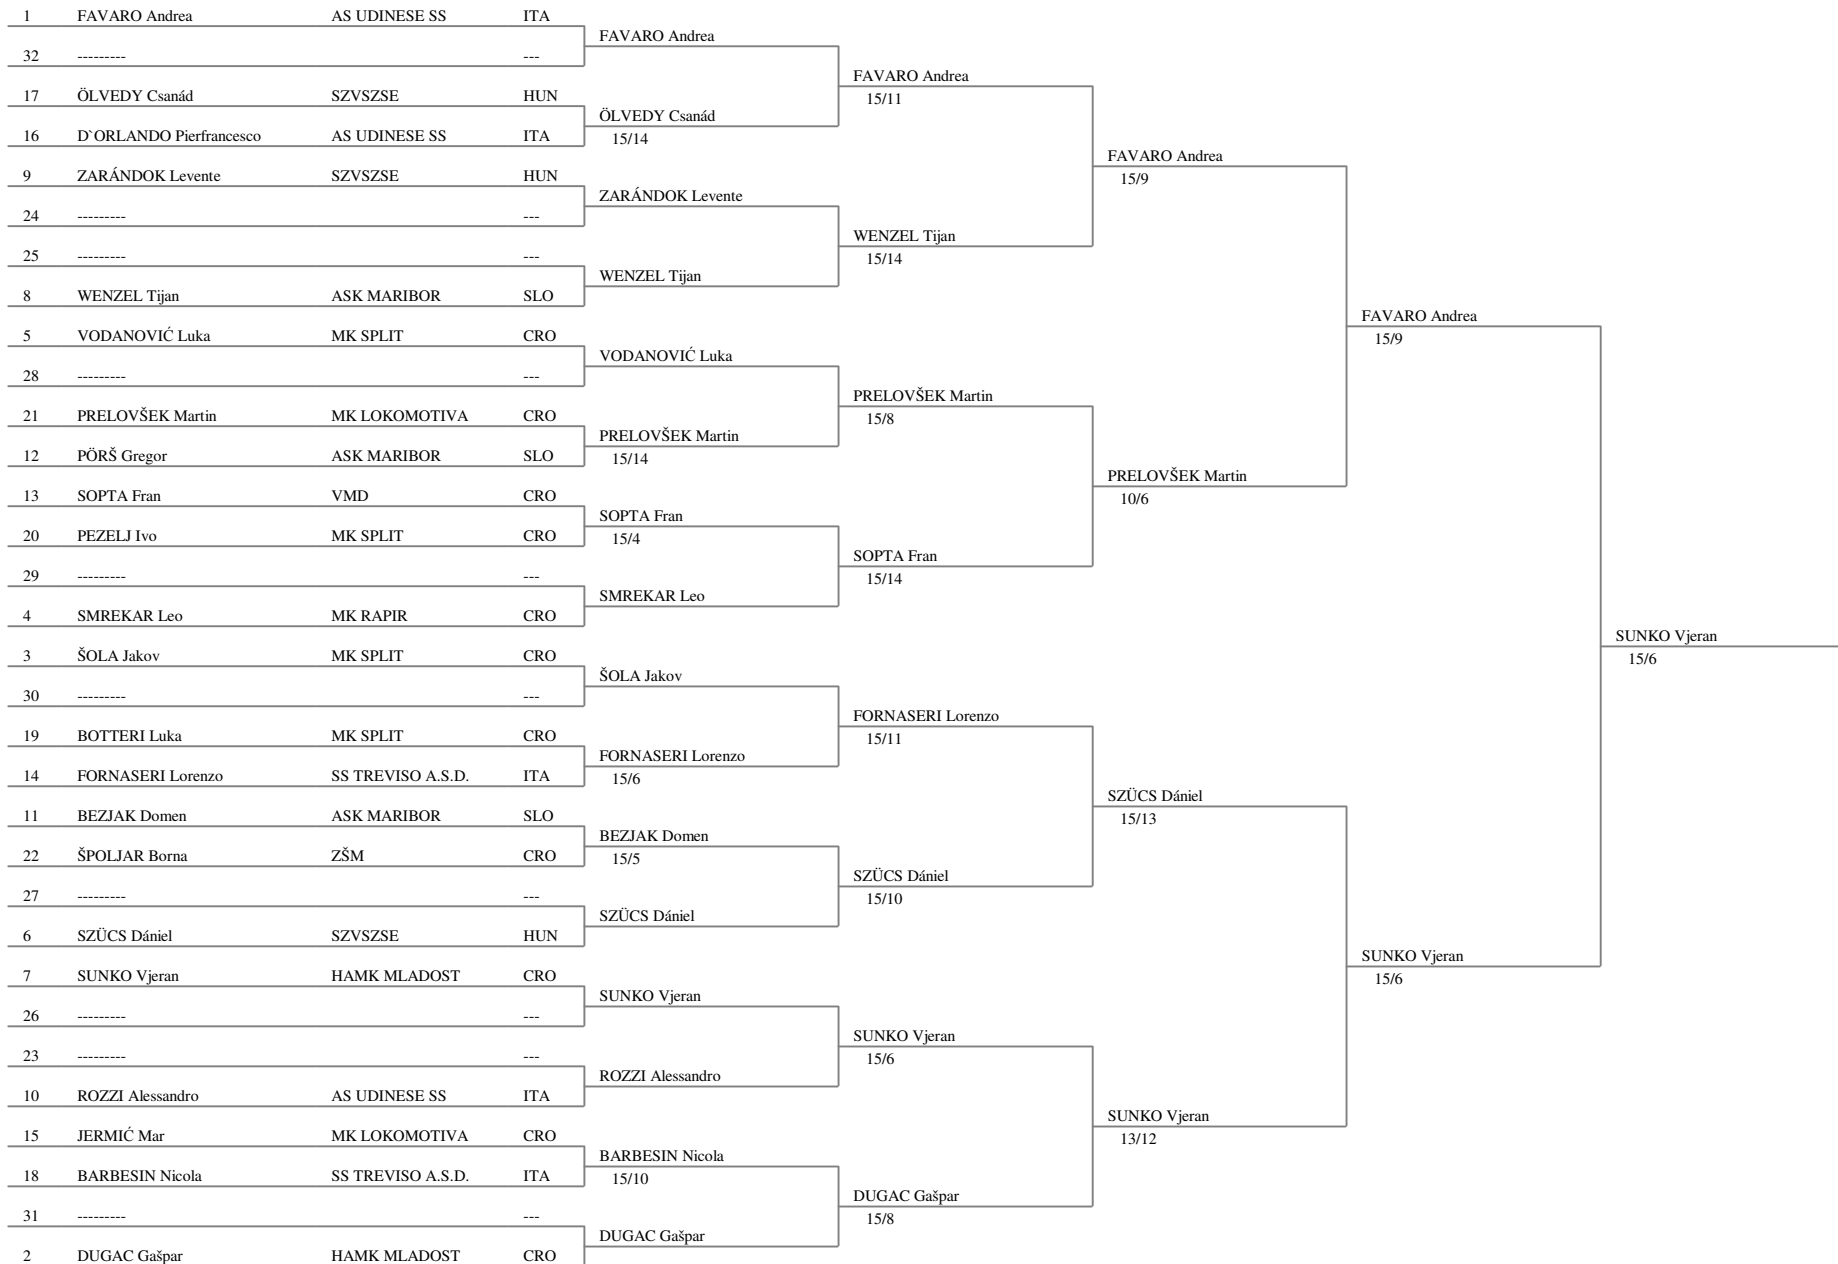 1 FAVARO Andrea AS UDINESE SS ITA
FAVARO Andrea
32 --------- ---
FAVARO Andrea
15/11
17 ÖLVEDY Csanád SZVSZSE HUN
ÖLVEDY Csanád
15/14
16 D`ORLANDO Pierfrancesco AS UDINESE SS ITA
FAVARO Andrea
15/9
9 ZARÁNDOK Levente SZVSZSE HUN
ZARÁNDOK Levente
24 --------- ---
WENZEL Tijan
15/14
25 --------- ---
WENZEL Tijan
8 WENZEL Tijan ASK MARIBOR SLO
FAVARO Andrea
15/9
5 VODANOVIĆ Luka MK SPLIT CRO
VODANOVIĆ Luka
28 --------- ---
PRELOVŠEK Martin
15/8
21 PRELOVŠEK Martin MK LOKOMOTIVA CRO
PRELOVŠEK Martin
15/14
12 PÖRŠ Gregor ASK MARIBOR SLO
PRELOVŠEK Martin
10/6
13 SOPTA Fran VMD CRO
SOPTA Fran
15/4
20 PEZELJ Ivo MK SPLIT CRO
SOPTA Fran
15/14
29 --------- ---
SMREKAR Leo
4 SMREKAR Leo MK RAPIR CRO
SUNKO Vjeran
15/6
3 ŠOLA Jakov MK SPLIT CRO
ŠOLA Jakov
30 --------- ---
FORNASERI Lorenzo
15/11
19 BOTTERI Luka MK SPLIT CRO
FORNASERI Lorenzo
15/6
14 FORNASERI Lorenzo SS TREVISO A.S.D. ITA
SZÜCS Dániel
15/13
11 BEZJAK Domen ASK MARIBOR SLO
BEZJAK Domen
15/5
22 ŠPOLJAR Borna ZŠM CRO
SZÜCS Dániel
15/10
27 --------- ---
SZÜCS Dániel
6 SZÜCS Dániel SZVSZSE HUN
SUNKO Vjeran
15/6
7 SUNKO Vjeran HAMK MLADOST CRO
SUNKO Vjeran
26 --------- ---
SUNKO Vjeran
15/6
23 --------- ---
ROZZI Alessandro
10 ROZZI Alessandro AS UDINESE SS ITA
SUNKO Vjeran
13/12
15 JERMIĆ Mar MK LOKOMOTIVA CRO
BARBESIN Nicola
15/10
18 BARBESIN Nicola SS TREVISO A.S.D. ITA
DUGAC Gašpar
15/8
31 --------- ---
DUGAC Gašpar
2 DUGAC Gašpar HAMK MLADOST CRO